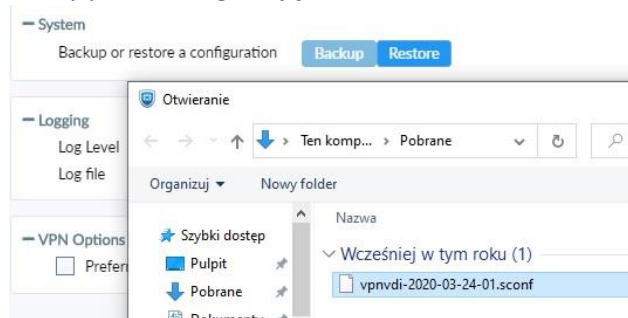 System
Backup or restore a configuration Backup Restore
Otwieranie
Logging
Log Level
Log file
Ten komp... > Pobrane
Organizuj Nowy folder
Nazwa
VPN Options
Szybki dostęp
Wcześniej w tym roku (1)
Pulpit
vpnvdi-2020-03-24-01.sconf
Pobrane